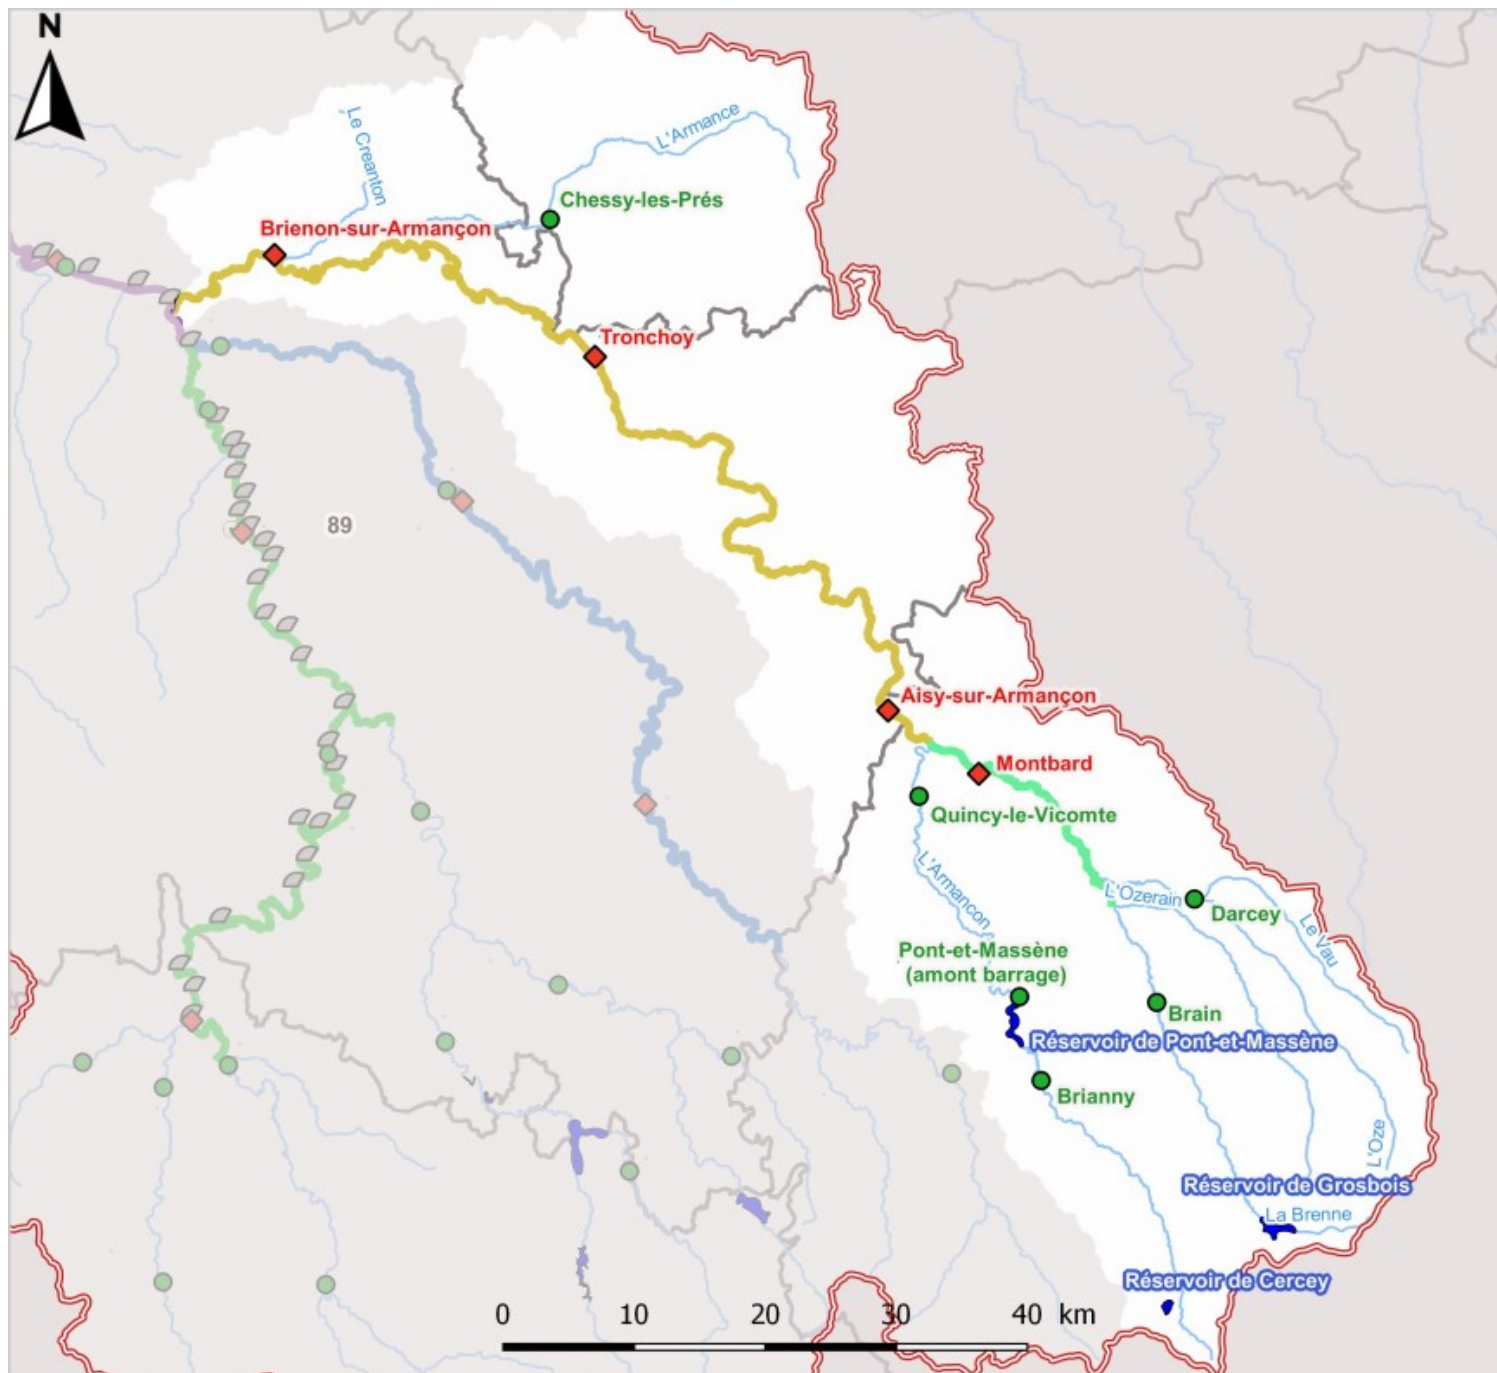 N
Le Creanton
L'Armance
Chessy-les-Prés
Brienon-sur-Armançon
Tronchoy
89
Aisy-sur-Armançon
Montbard
Quincy-le-Vicomte
L'Armancon
L'Ozerain
Darcey
Le Vau
Pont-et-Massène
(amont barrage)
Brain
Réservoir de Pont-et-Massène
Brianny
L'Oze
Réservoir de Grosbois
La Brenne
Réservoir de Cercey
0 10 20 30 40 km